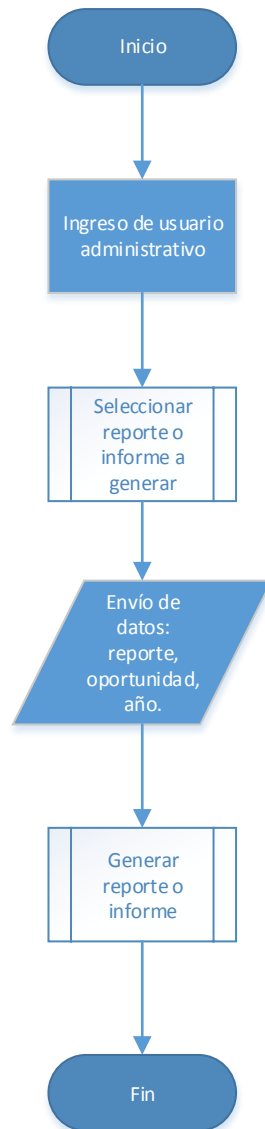 Inicio
Ingreso de usuario
administrativo
Seleccionar
reporte o
informe a
generar
Envío de
datos:
reporte,
oportunidad,
año.
Generar
reporte o
informe
Fin